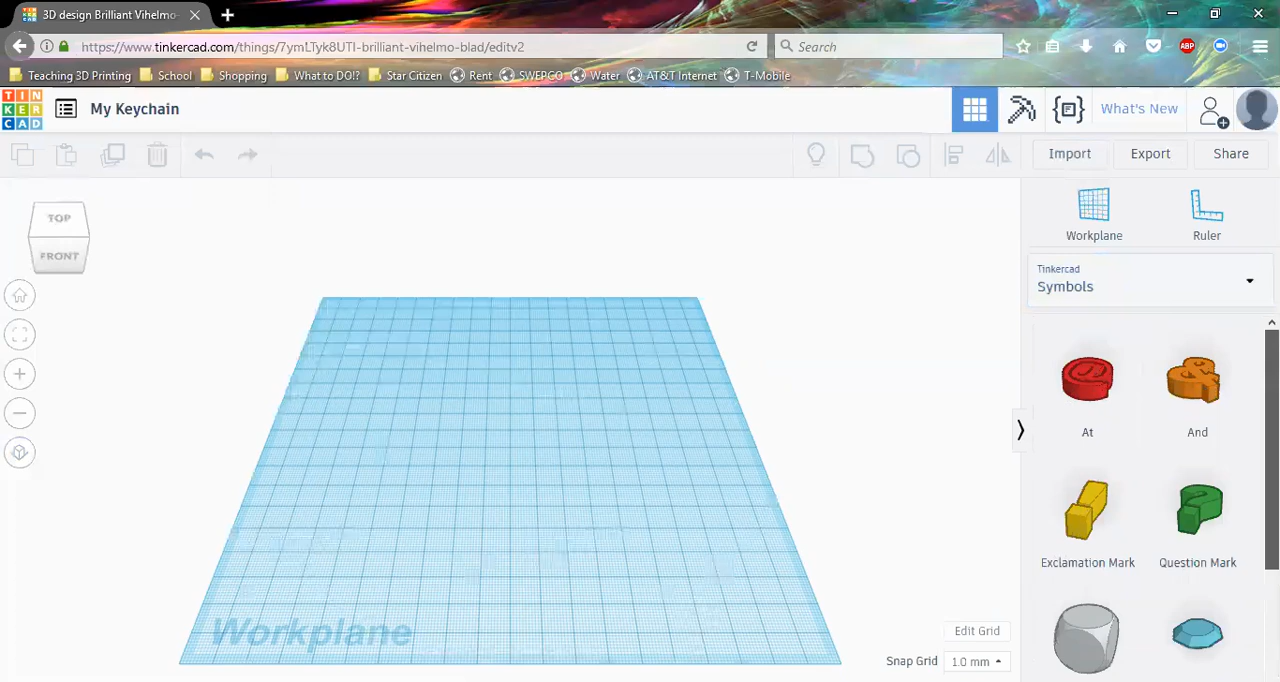 3D design Brilliant Vihelmo-
https://www.tinkercad.com/things/7ymLTyk8UTI-brilliant-vihelmo-blad/editv2
Search
ABP
Teaching 3D Printing School Shopping What to DO!? Star Citizen Rent SWEPCO Water AT&T Internet T-Mobile
TIN
KER
CAD
My Keychain
What's New
Import Export Share
TOP
FRONT
Workplane Ruler
Tinkercad
Symbols
At And
Exclamation Mark Question Mark
Workplane
Edit Grid
Snap Grid 1.0 mm